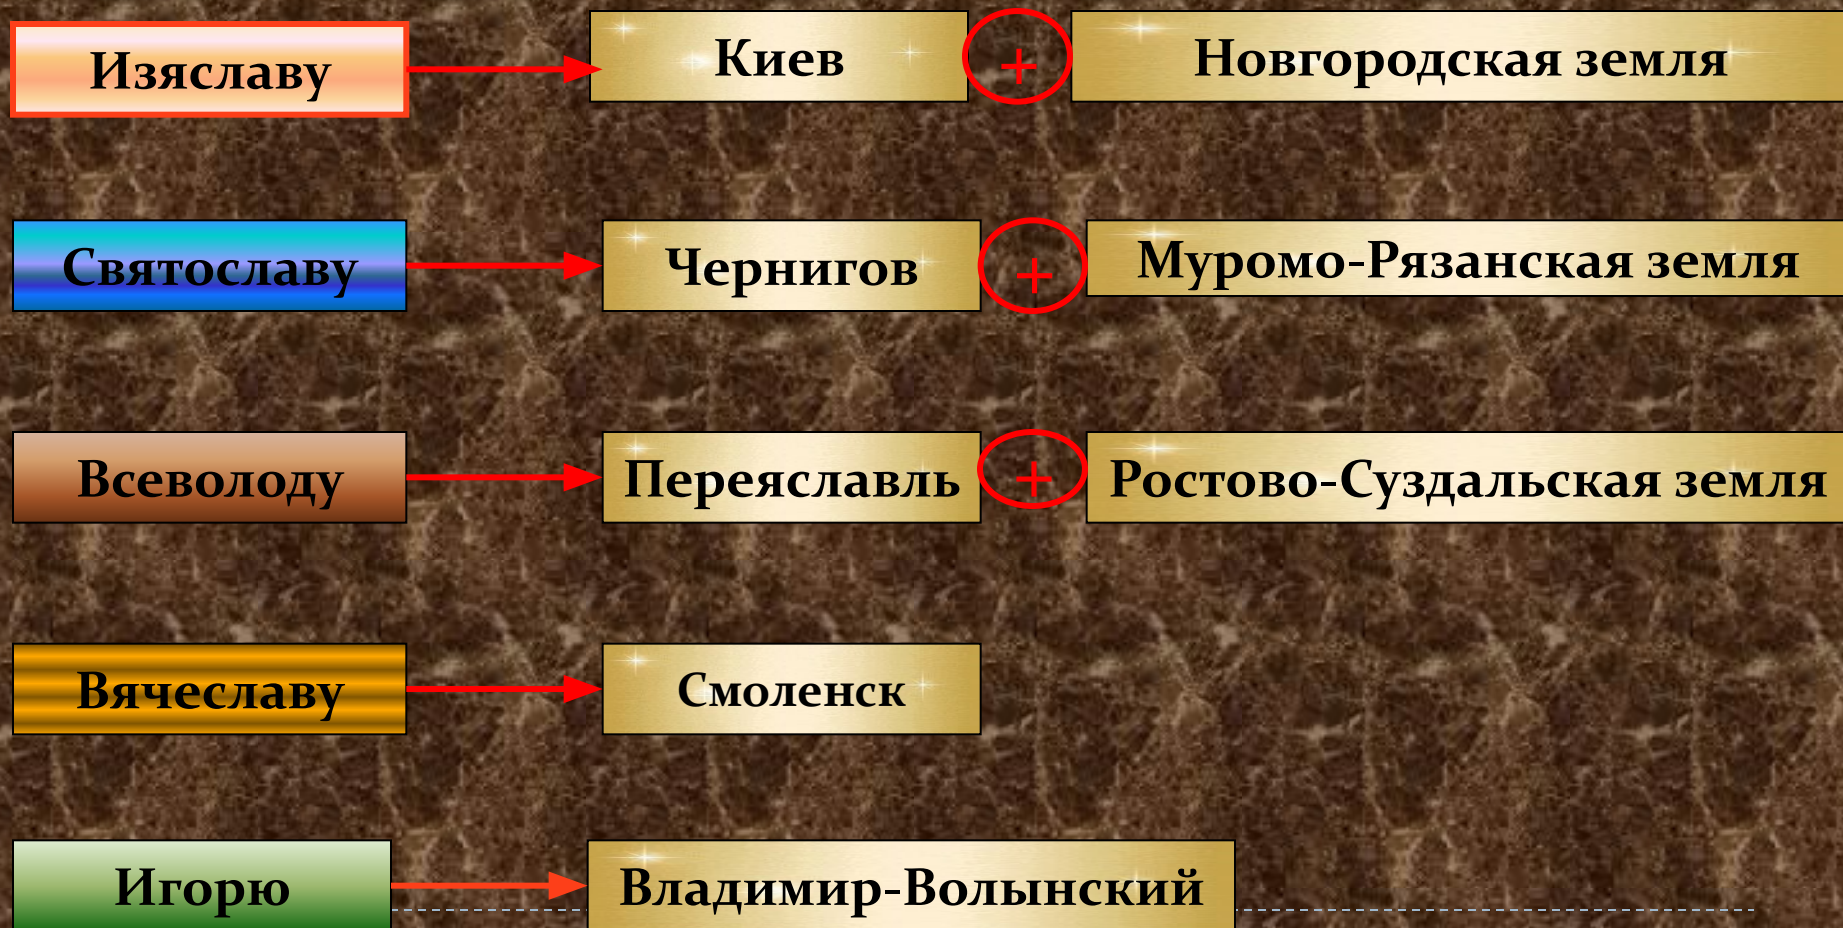 Изяславу Киев + Новгородская земля
Святославу Чернигов + Муромо-Рязанская земля
Всеволоду Переяславль + Ростово-Суздальская земля
Вячеславу Смоленск
Игорю Владимир-Волынский